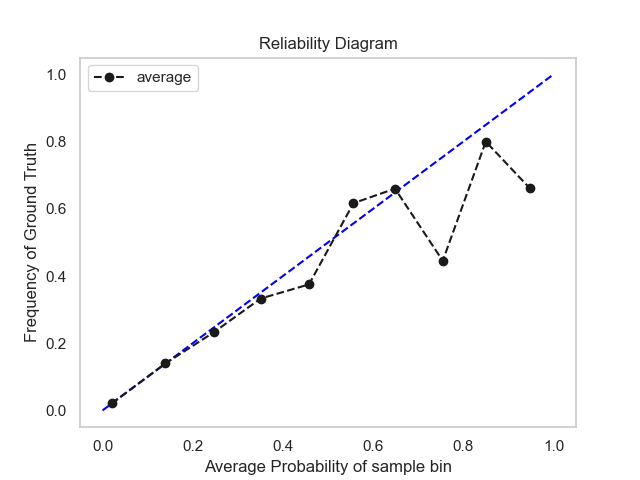 Reliability Diagram
average
1.0
0.8
0.6
0.4
0.2
0.0
Frequency of Ground Truth
0.0 0.2 0.4 0.6 0.8 1.0
Average Probability of sample bin